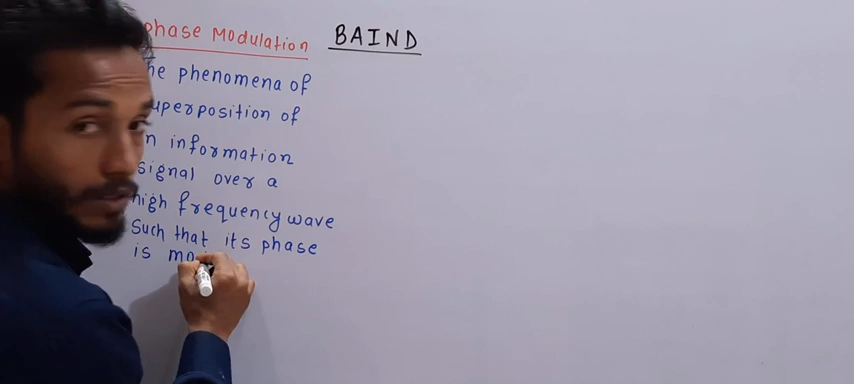 phase Modulation BAIND
he phenomena of
uperposition of
n information
signal over a
high frequency wave
Such that its phase
is mo